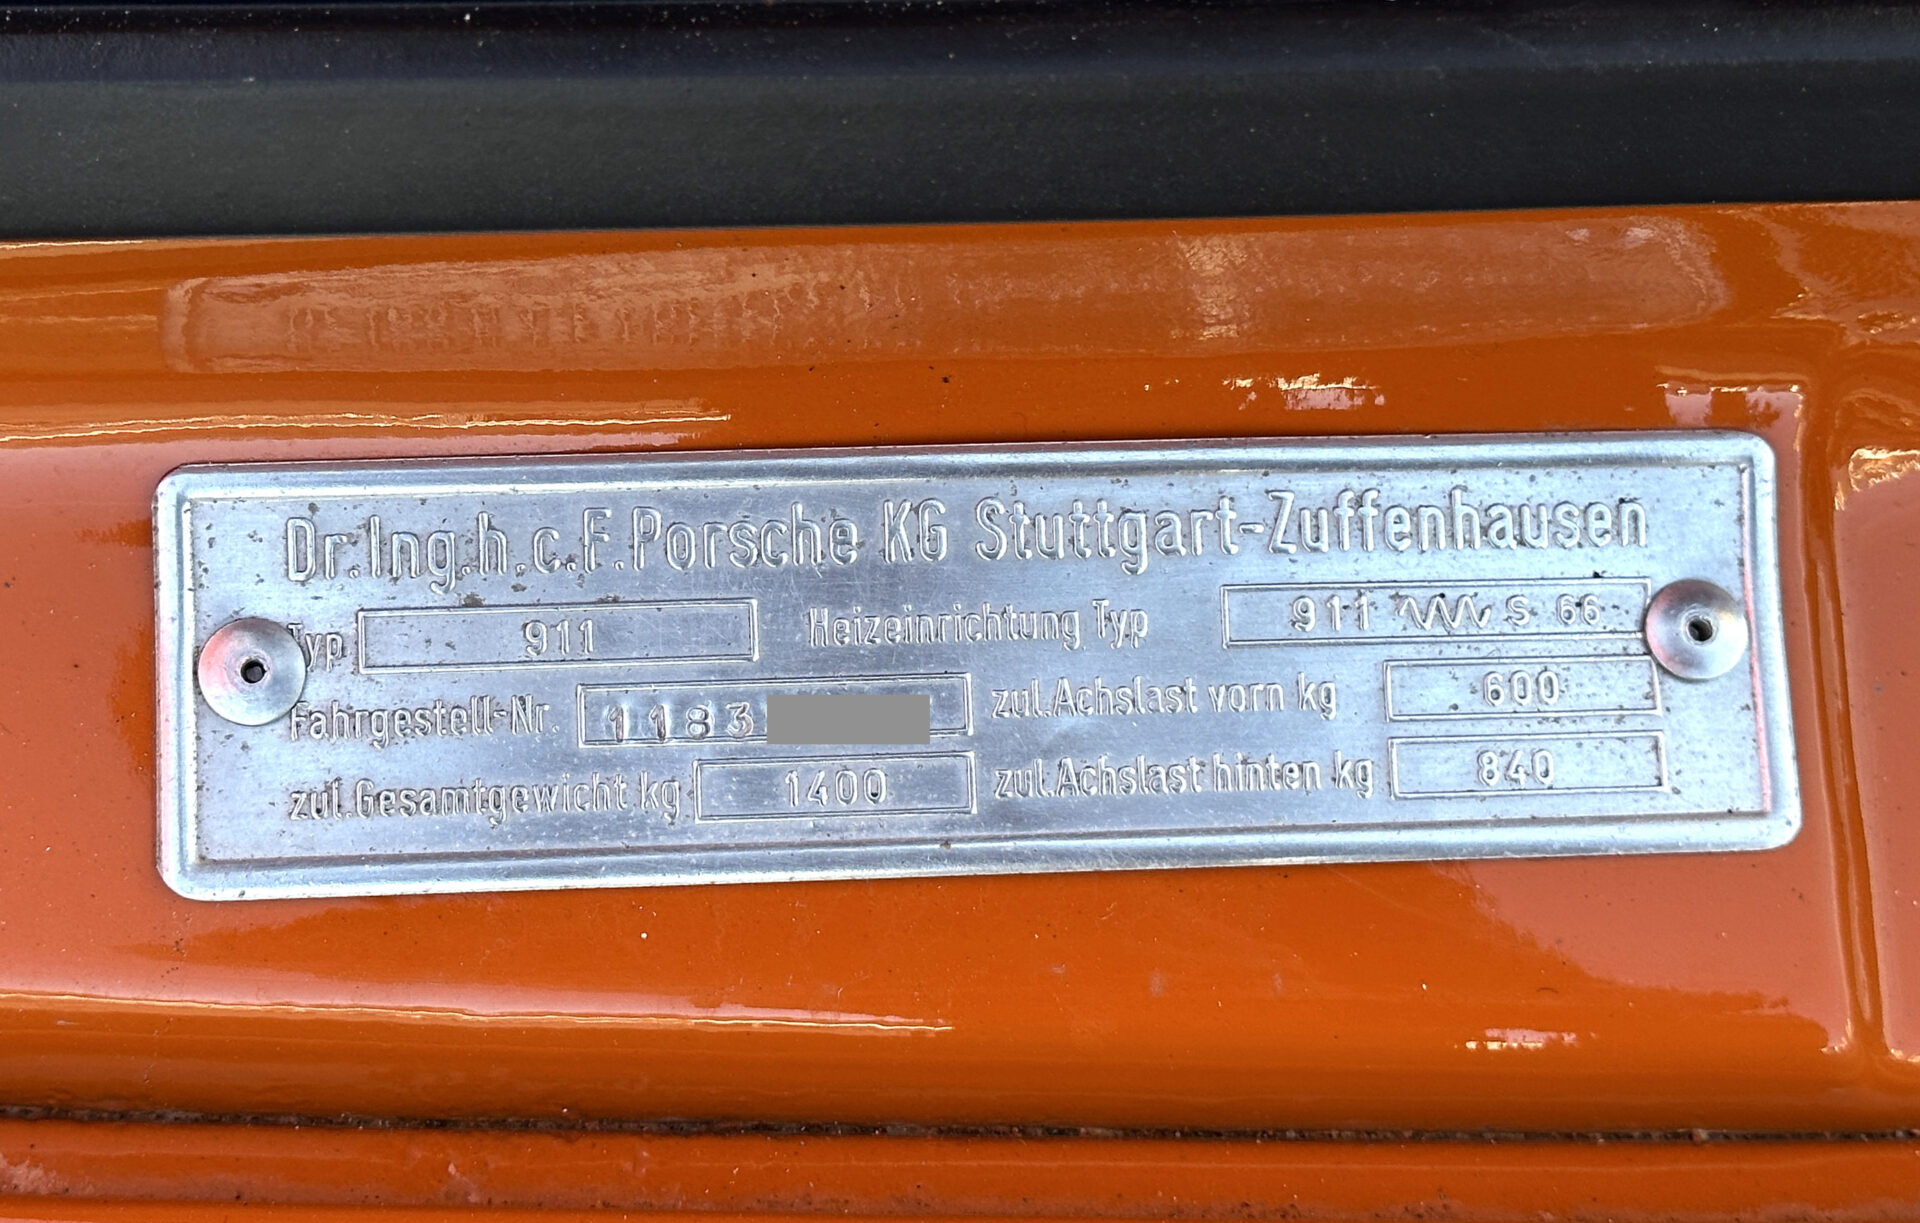 Dr.Ing.h.c.F.Porsche KG Stuttgart-Zuffenhausen
Typ 911 Heizeinrichtung Typ 911 S 66
Fahrgestell-Nr. 1183 zul.Achslast vorn kg 600
zul.Gesamtgewicht kg 1400 zul.Achslast hinten kg 840